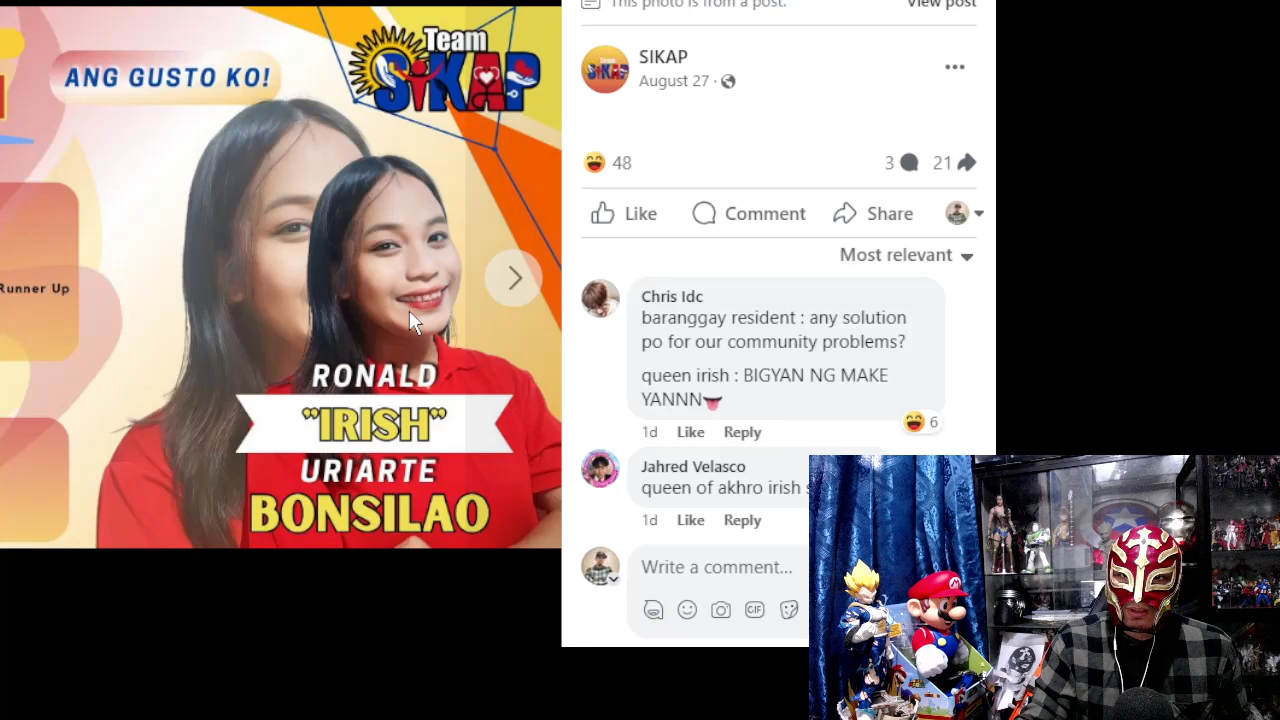 ANG GUSTO KO!
Team
SIKAP
Runner Up
RONALD
"IRISH"
URIARTE
BONSILAO
This photo is from a post.
View post
SIKAP
August 27
48
3
21
Like
Comment
Share
Most relevant
Chris Idc
baranggay resident : any solution
po for our community problems?
queen irish : BIGYAN NG MAKE
YANNN👅
6
1d Like Reply
Jahred Velasco
queen of akhro irish
1d Like Reply
Write a comment...
GIF